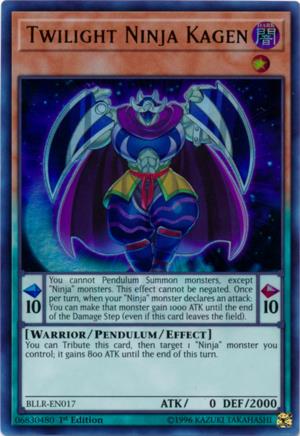 Twilight Ninja Kagen
DARK
闇
You cannot Pendulum Summon monsters, except
"Ninja" monsters. This effect cannot be negated. Once
per turn, when your "Ninja" monster declares an attack:
You can make that monster gain 1000 ATK until the end
of the Damage Step (even if this card leaves the field).
10
10
[WARRIOR/PENDULUM/EFFECT]
You can Tribute this card, then target 1 "Ninja" monster
you control; it gains 800 ATK until the end of this turn.
BLLR-EN017
ATK/ 0 DEF/2000
06830480 1st Edition
©1996 KAZUKI TAKAHASHI